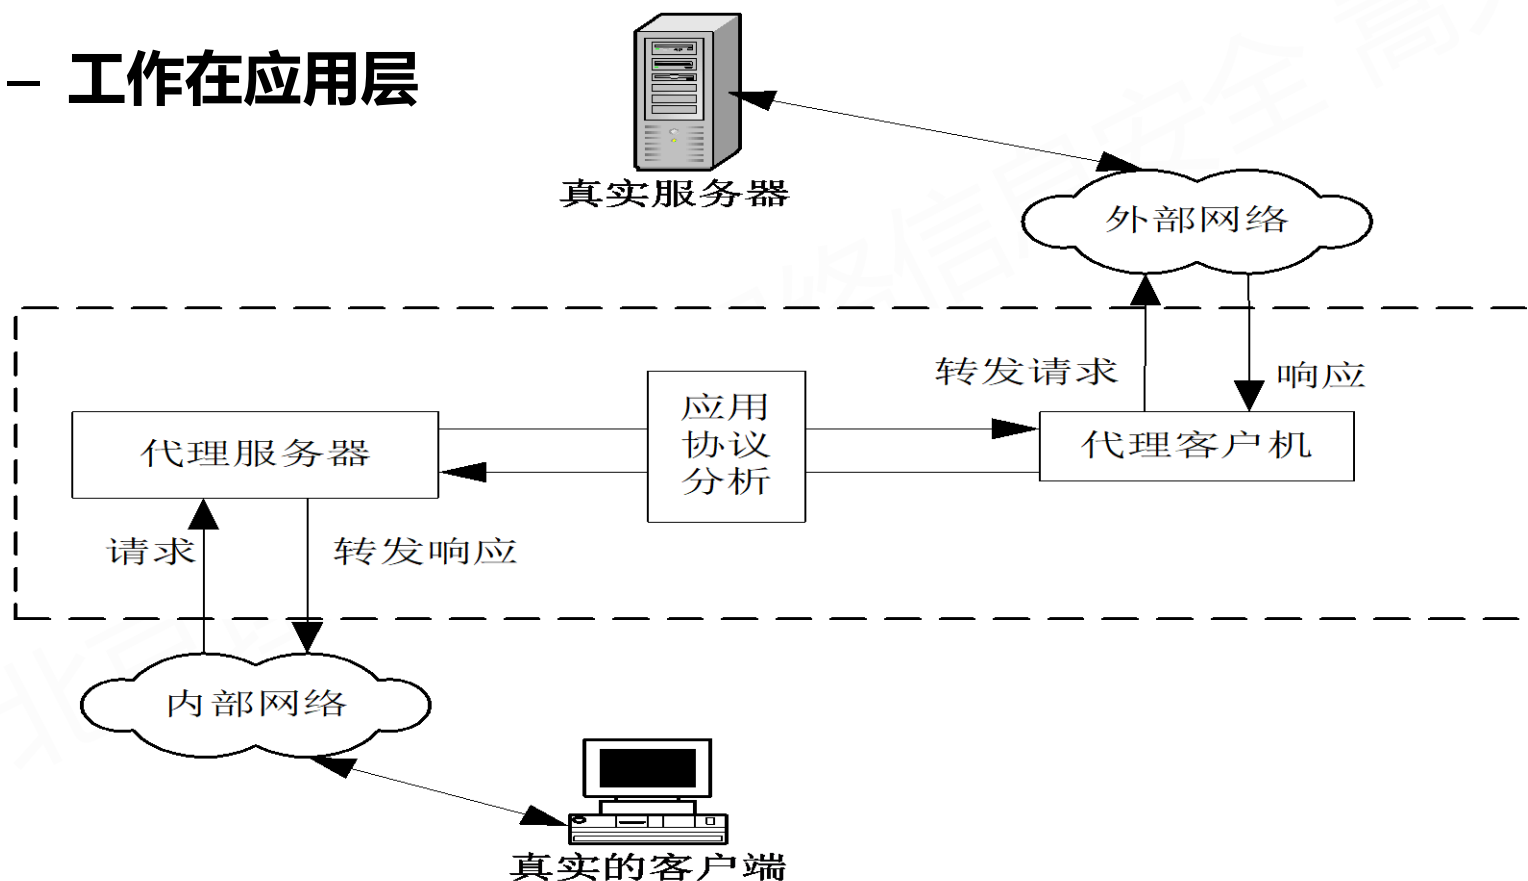 – 工作在应用层
真实服务器
外部网络
转发请求
响应
应用
协议
分析
代理服务器
代理客户机
请求
转发响应
内部网络
真实的客户端